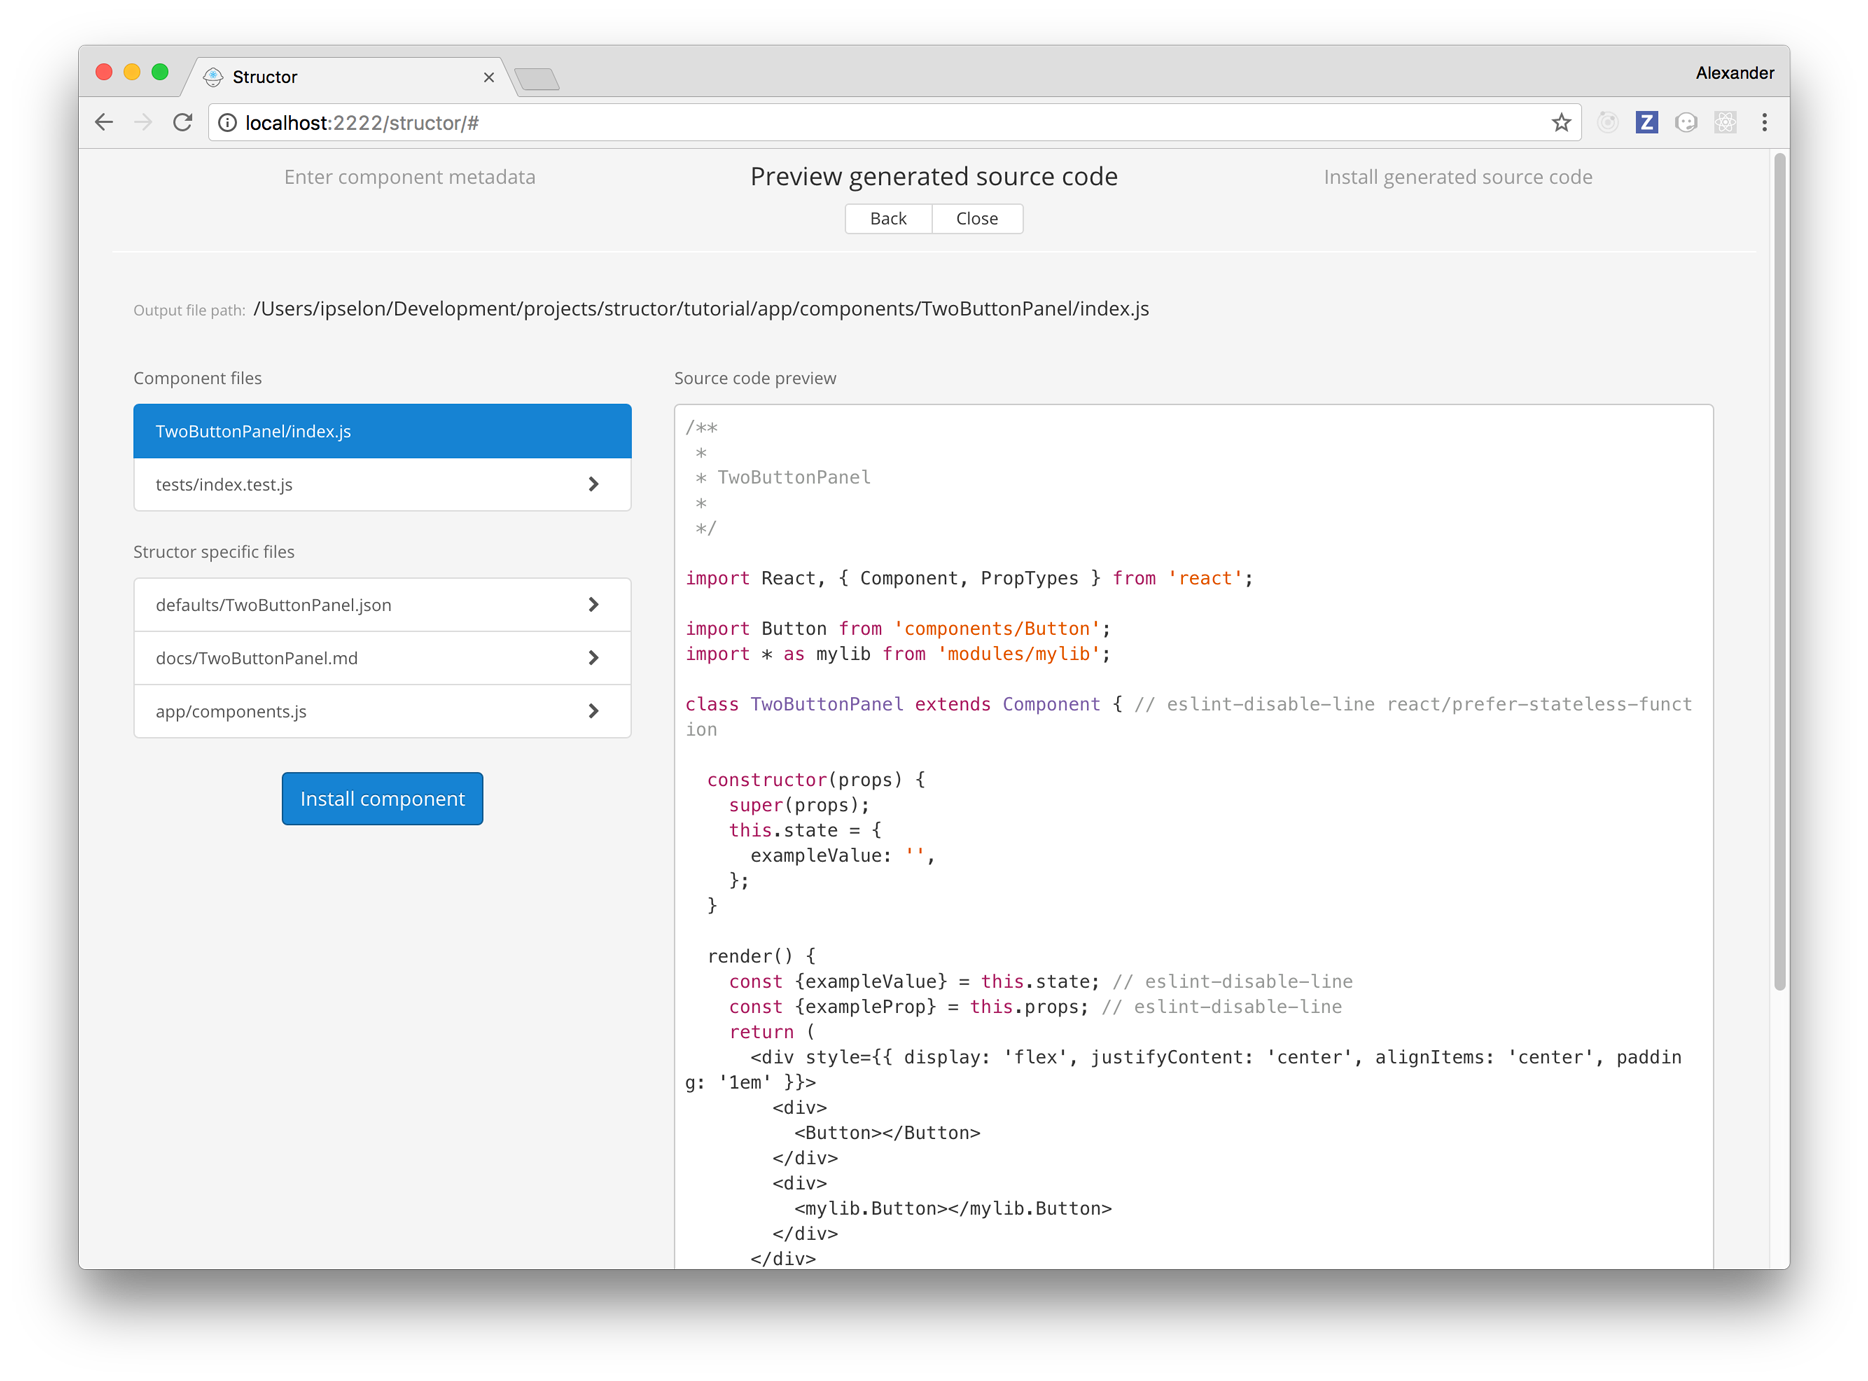 Structor
Alexander
localhost:2222/structor/#
Z
Enter component metadata
Preview generated source code
Install generated source code
Back
Close
Output file path: /Users/ipselon/Development/projects/structor/tutorial/app/components/TwoButtonPanel/index.js
Component files
TwoButtonPanel/index.js
tests/index.test.js
Structor specific files
defaults/TwoButtonPanel.json
docs/TwoButtonPanel.md
app/components.js
Install component
Source code preview
/**
 *
 * TwoButtonPanel
 *
 */
import React, { Component, PropTypes } from 'react';
import Button from 'components/Button';
import * as mylib from 'modules/mylib';
class TwoButtonPanel extends Component { // eslint-disable-line react/prefer-stateless-funct
ion
  constructor(props) {
    super(props);
    this.state = {
      exampleValue: '',
    };
  }
  render() {
    const {exampleValue} = this.state; // eslint-disable-line
    const {exampleProp} = this.props; // eslint-disable-line
    return (
      <div style={{ display: 'flex', justifyContent: 'center', alignItems: 'center', paddin
g: '1em' }}>
        <div>
          <Button></Button>
        </div>
        <div>
          <mylib.Button></mylib.Button>
        </div>
      </div>